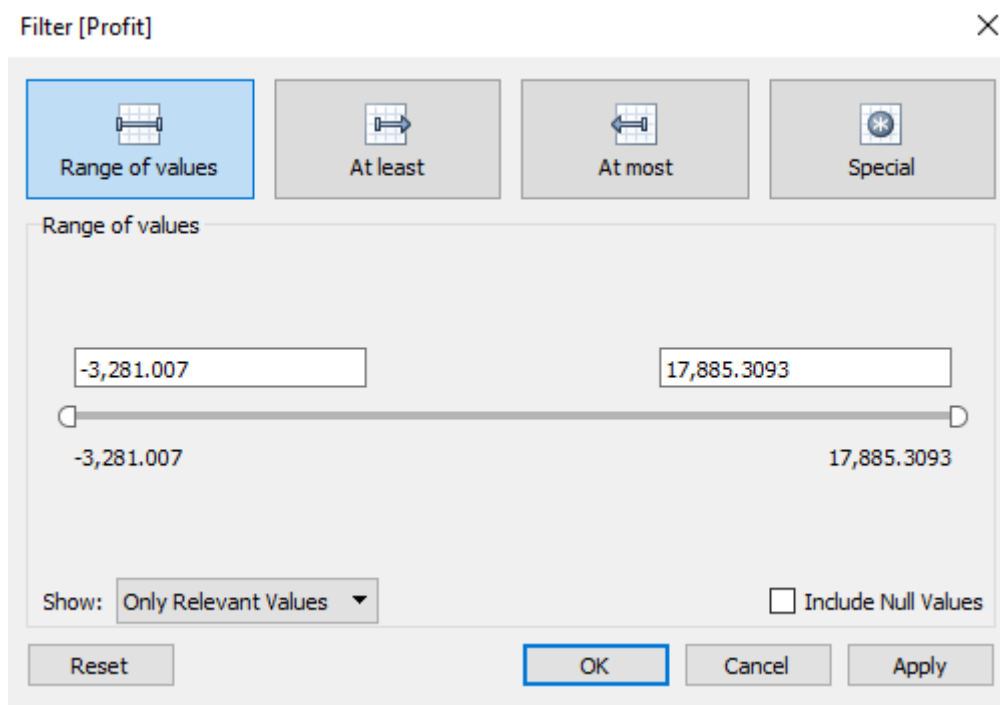 Filter [Profit]
Range of values
At least
At most
Special
Range of values
-3,281.007
17,885.3093
-3,281.007
17,885.3093
Show: Only Relevant Values
Include Null Values
Reset
OK
Cancel
Apply